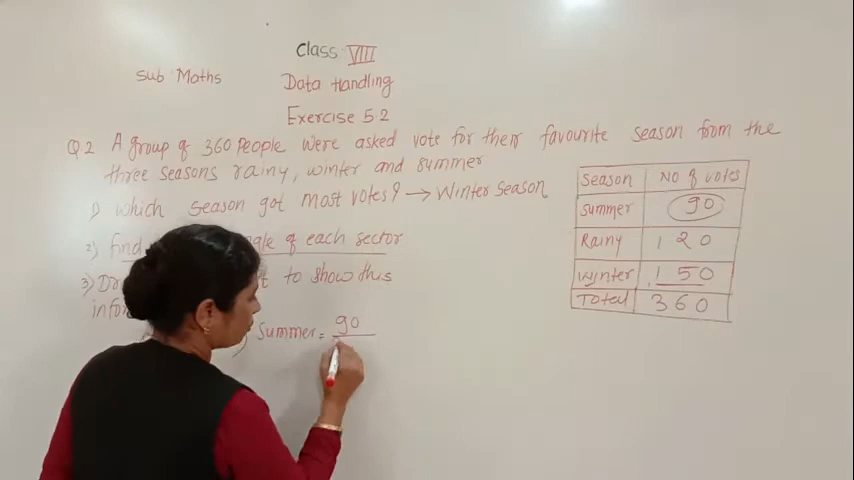 Class VIII
Sub Maths
Data Handling
Exercise 5.2
Q.2 A group of 360 People were asked vote for their favourite season from the
three seasons rainy, winter and summer
1) which season got most votes? → Winter season
2) find angle of each sector
3) to show this
Summer = 90
Season No of votes
Summer 90
Rainy 120
Winter 150
Total 360